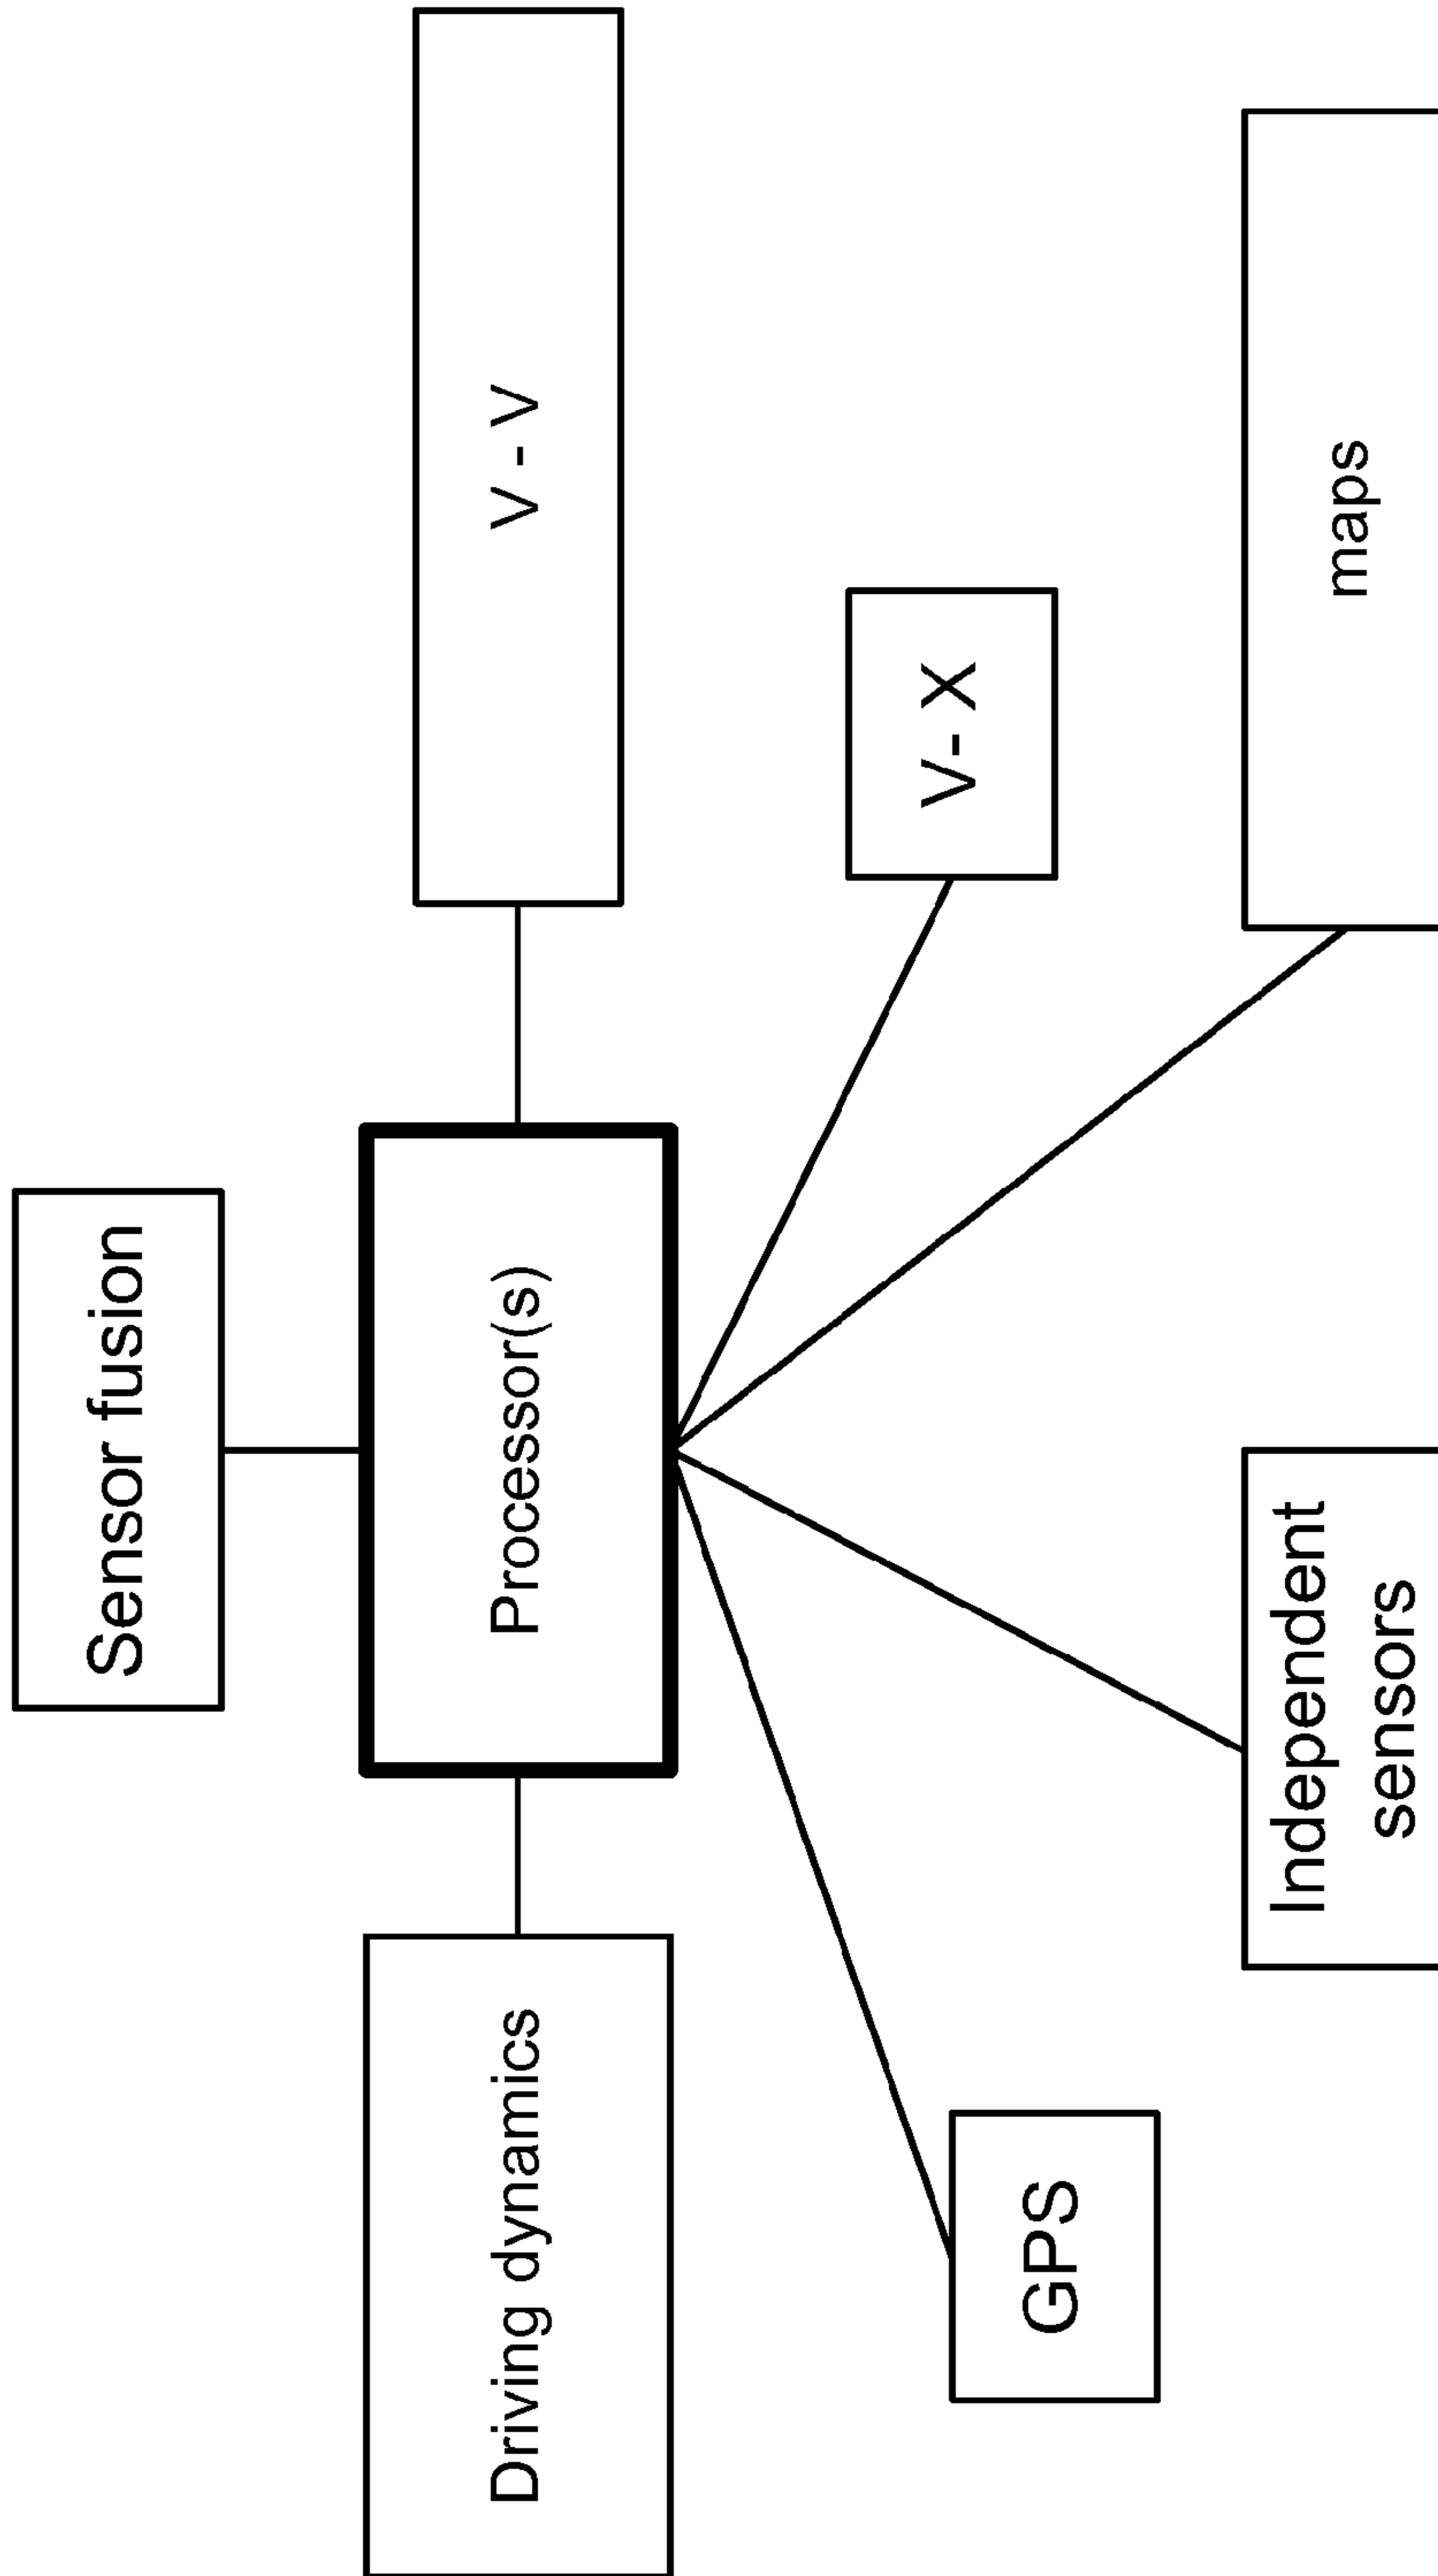 Sensor fusion
Driving dynamics
Processor(s)
V - V
V- X
GPS
Independent
sensors
maps